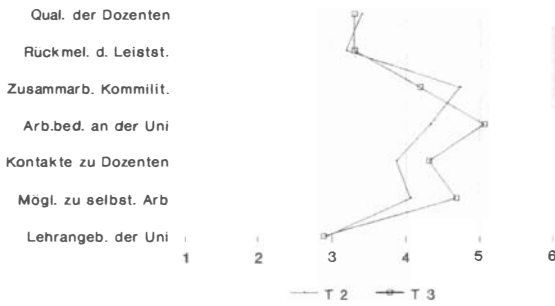 Qual. der Dozenten
Rückmel. d. Leistst.
Zusammarb. Kommilit.
Arb.bed. an der Uni
Kontakte zu Dozenten
Mögl. zu selbst. Arb
Lehrangeb. der Uni
1 2 3 4 5 6
T 2 T 3